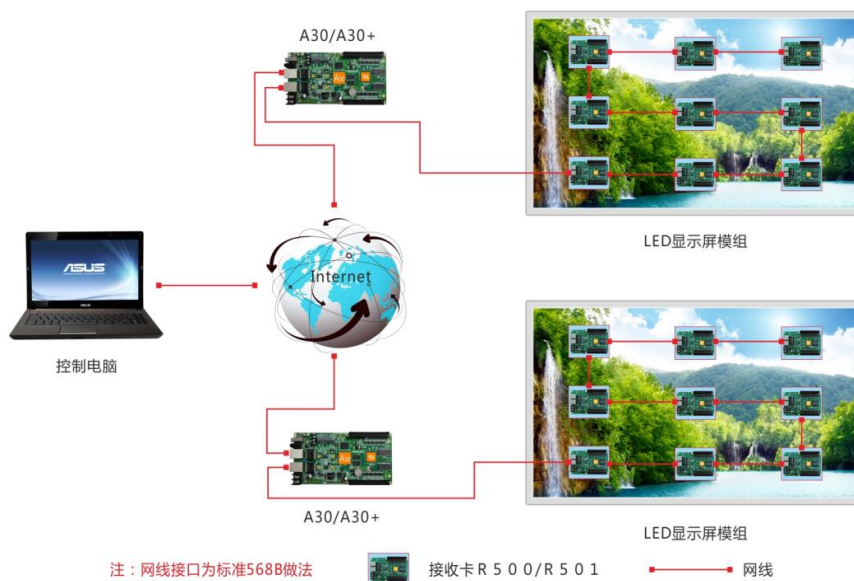 A30/A30+
LED显示屏模组
ASUS
Internet
控制电脑
A30/A30+
LED显示屏模组
注：网线接口为标准568B做法
接收卡R500/R501
网线